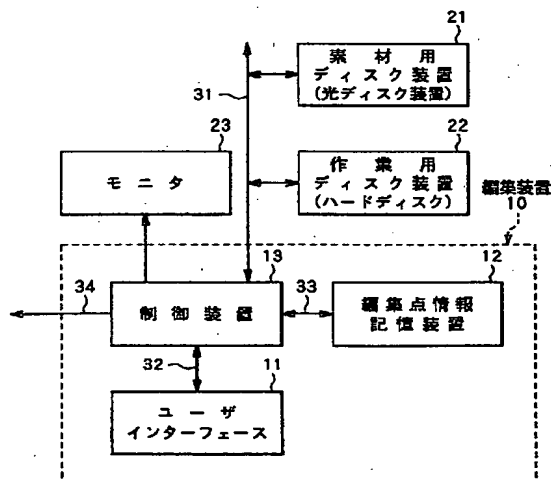 21
素材用
ディスク装置
(光ディスク装置)
31
23
22
モニタ
作業用
ディスク装置
(ハードディスク)
編集装置
10
13
12
34
制御装置
33
編集点情報
記憶装置
32
11
ユーザ
インターフェース